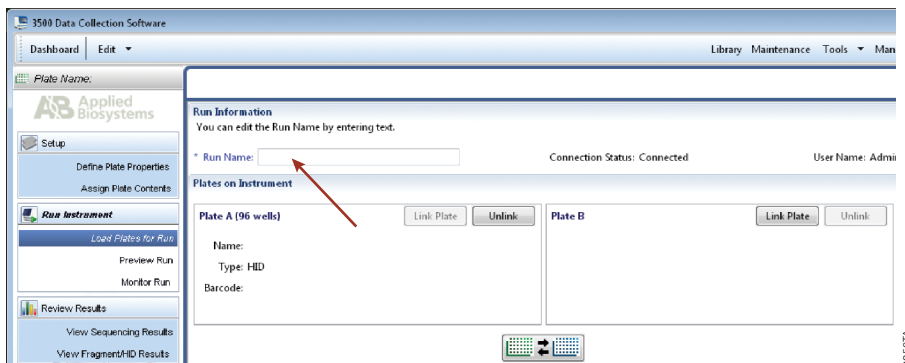 3500 Data Collection Software
Dashboard Edit Library Maintenance Tools Man
Plate Name:
AB Applied Biosystems
Setup
Define Plate Properties
Assign Plate Contents
Run Instrument
Load Plates for Run
Preview Run
Monitor Run
Review Results
View Sequencing Results
View Fragment/HID Results
Run Information
You can edit the Run Name by entering text.
* Run Name: Connection Status: Connected User Name: Admi
Plates on Instrument
Plate A (96 wells) Link Plate Unlink
Name:
Type: HID
Barcode:
Plate B Link Plate Unlink